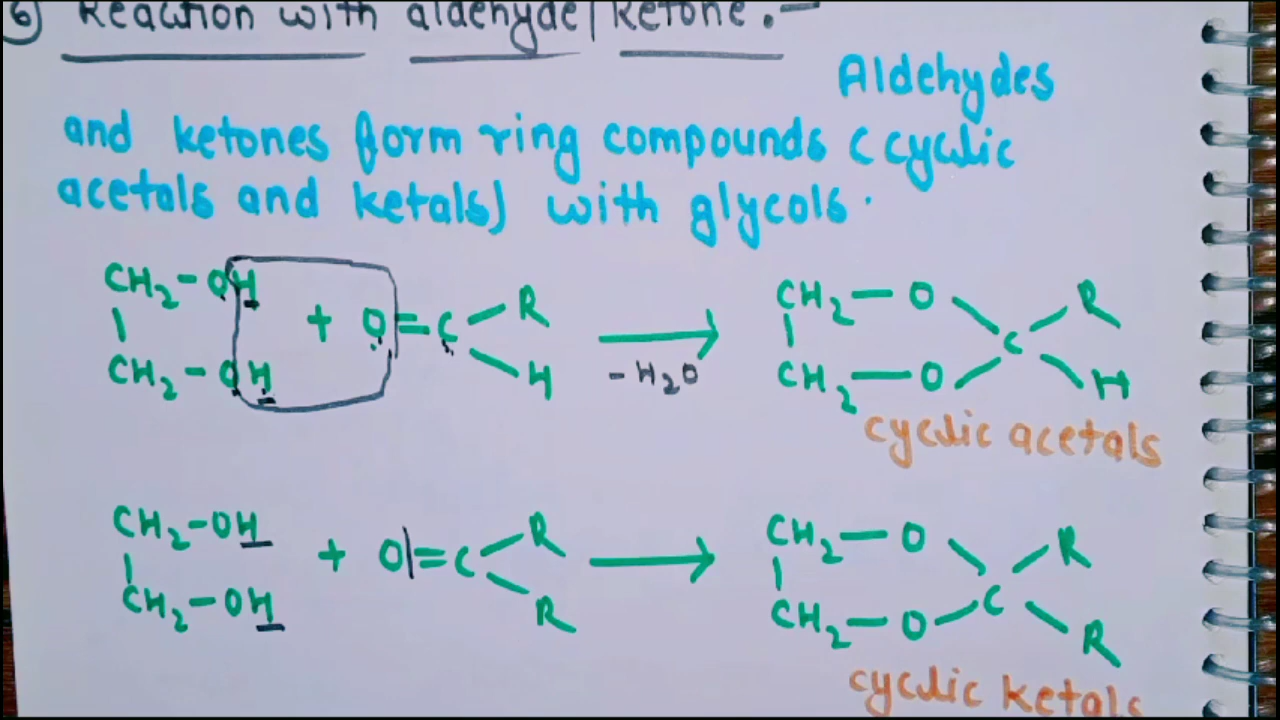 6) Reaction with aldehyde/ketone.-
Aldehydes
and ketones form ring compounds (cyclic
acetals and ketals) with glycols.
CH2-OH
|
CH2-OH
+ O=C
R
H
-H2O
CH2-O
|
CH2-O
C
R
H
cyclic acetals
CH2-OH
|
CH2-OH
+ O=C
R
R
CH2-O
|
CH2-O
C
R
R
cyclic ketals